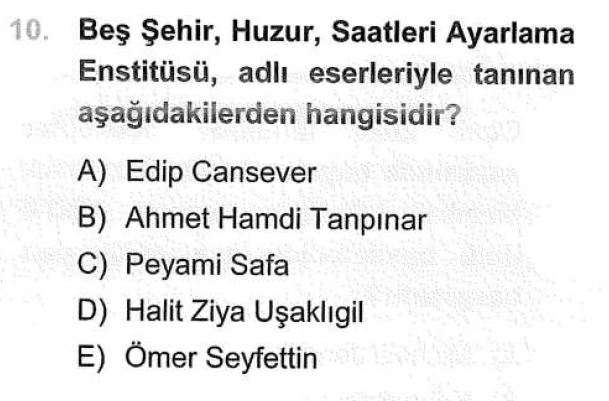 10. Beş Şehir, Huzur, Saatleri Ayarlama
Enstitüsü, adlı eserleriyle tanınan
aşağıdakilerden hangisidir?
A) Edip Cansever
B) Ahmet Hamdi Tanpınar
C) Peyami Safa
D) Halit Ziya Uşaklıgil
E) Ömer Seyfettin